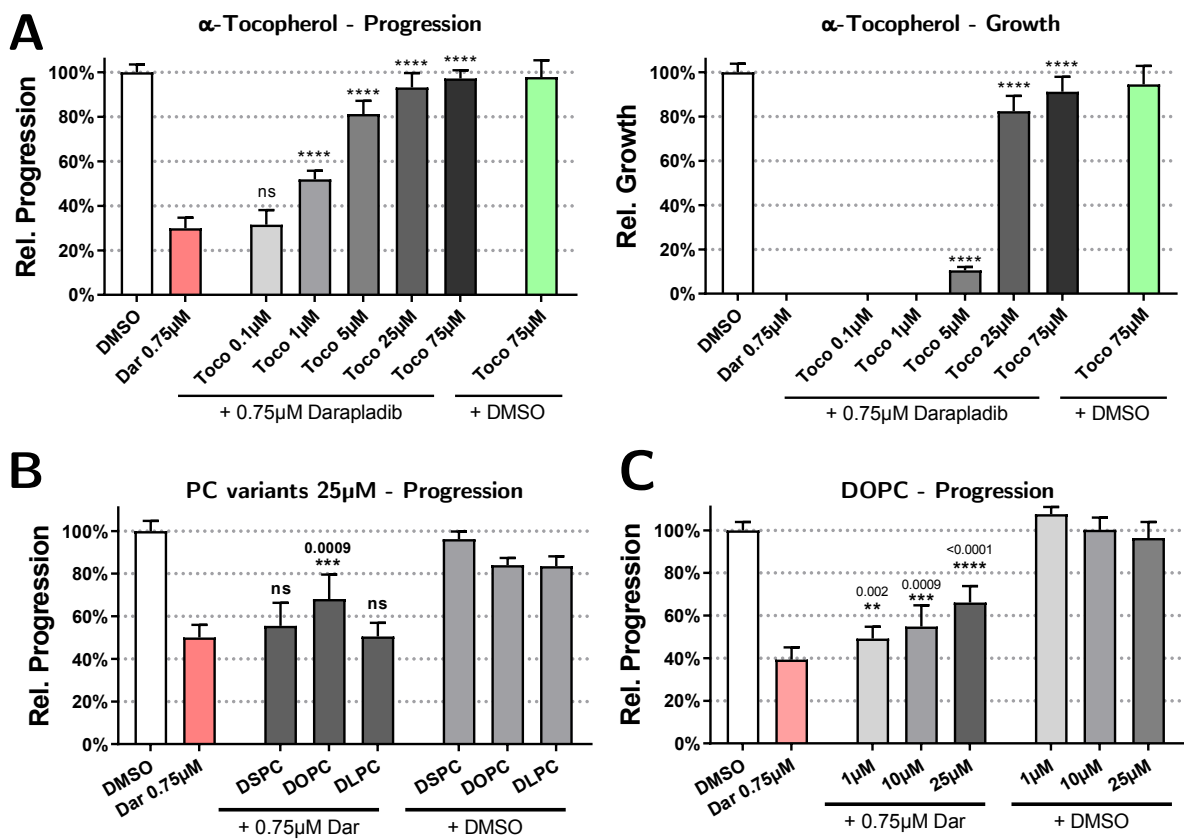 A
α-Tocopherol - Progression
Rel. Progression
100%
80%
60%
40%
20%
0%
ns
****
****
****
****
DMSO
Dar 0.75µM
Toco 0.1µM
Toco 1µM
Toco 5µM
Toco 25µM
Toco 75µM
Toco 75µM
+ 0.75µM Darapladib
+ DMSO
α-Tocopherol - Growth
Rel. Growth
100%
80%
60%
40%
20%
0%
****
****
****
DMSO
Dar 0.75µM
Toco 0.1µM
Toco 1µM
Toco 5µM
Toco 25µM
Toco 75µM
Toco 75µM
+ 0.75µM Darapladib
+ DMSO
B
PC variants 25µM - Progression
Rel. Progression
100%
80%
60%
40%
20%
0%
ns
0.0009
***
ns
DMSO
Dar 0.75µM
DSPC
DOPC
DLPC
DSPC
DOPC
DLPC
+ 0.75µM Dar
+ DMSO
C
DOPC - Progression
Rel. Progression
100%
80%
60%
40%
20%
0%
0.002
**
0.0009
***
<0.0001
****
DMSO
Dar 0.75µM
1µM
10µM
25µM
1µM
10µM
25µM
+ 0.75µM Dar
+ DMSO